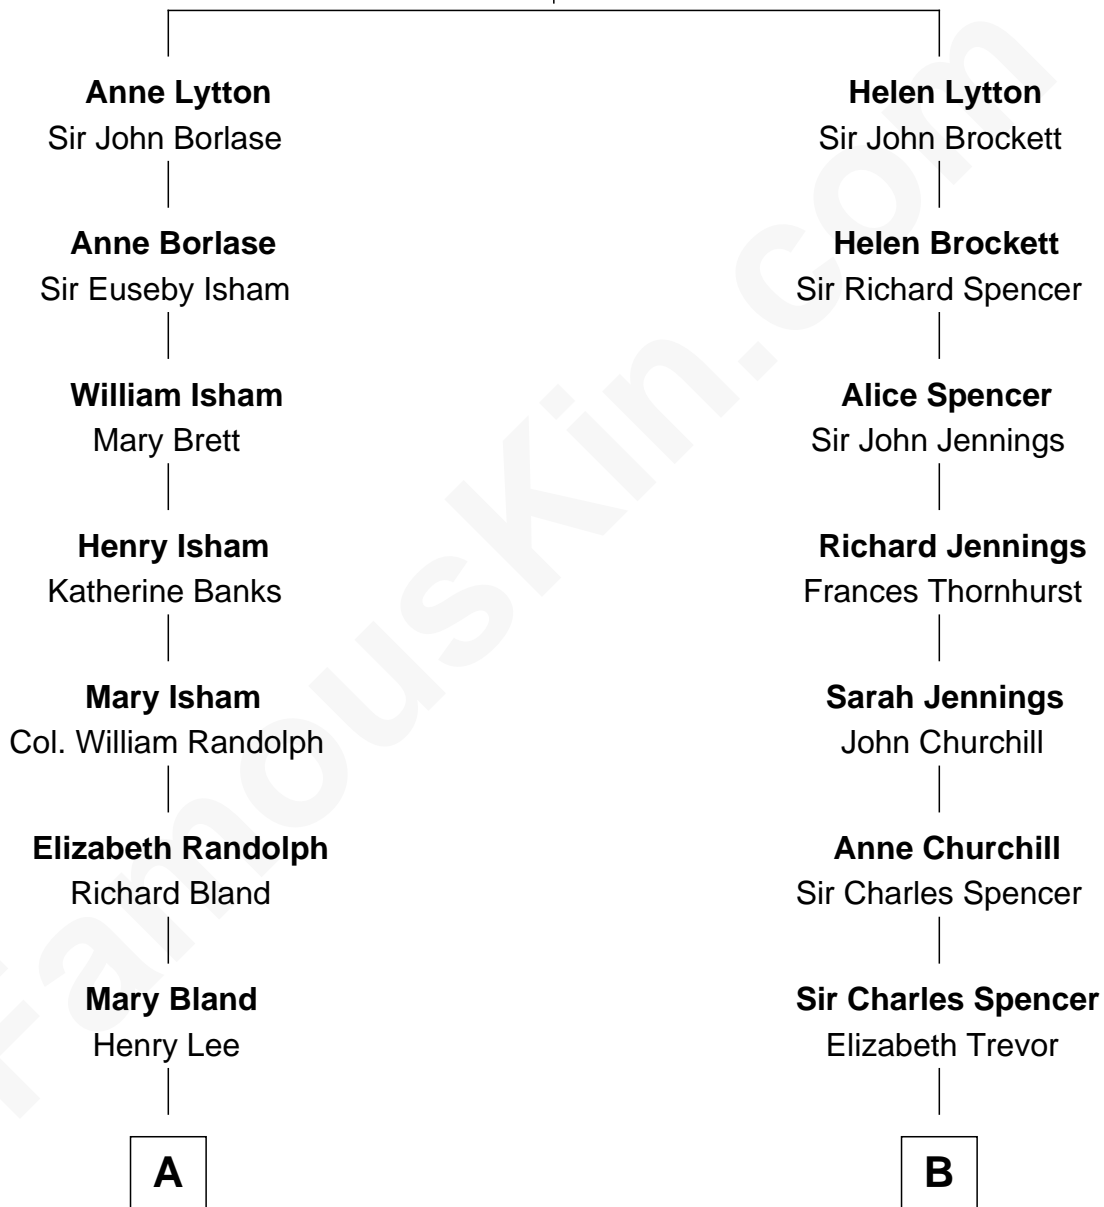 Anne Lytton
Sir John Borlase
Anne Borlase
Sir Euseby Isham
William Isham
Mary Brett
Henry Isham
Katherine Banks
Mary Isham
Col. William Randolph
Elizabeth Randolph
Richard Bland
Mary Bland
Henry Lee
A
Helen Lytton
Sir John Brockett
Helen Brockett
Sir Richard Spencer
Alice Spencer
Sir John Jennings
Richard Jennings
Frances Thornhurst
Sarah Jennings
John Churchill
Anne Churchill
Sir Charles Spencer
Sir Charles Spencer
Elizabeth Trevor
B
FamousKin.com